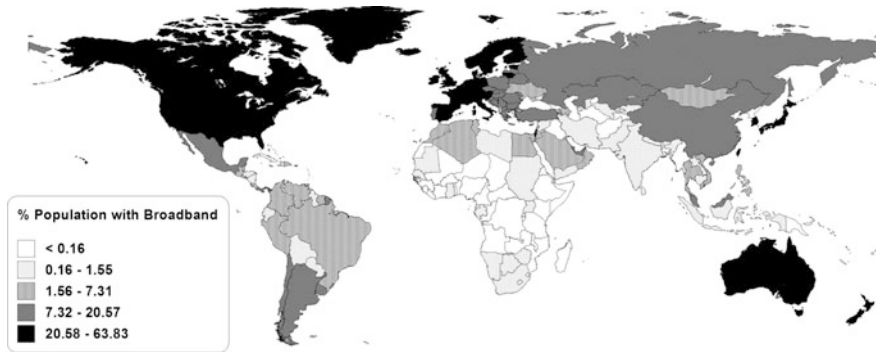 % Population with Broadband
< 0.16
0.16 - 1.55
1.56 - 7.31
7.32 - 20.57
20.58 - 63.83